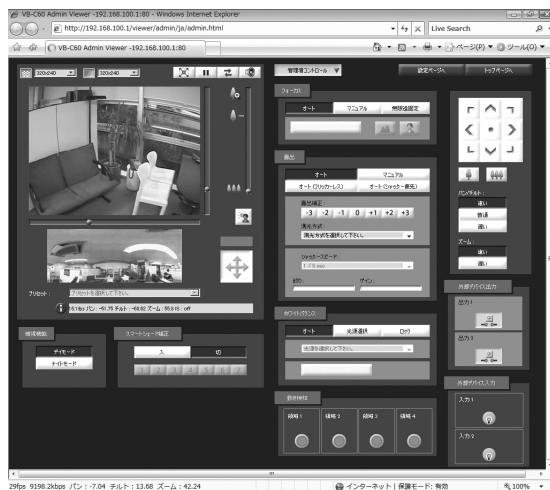 VB-C60 Admin Viewer -192.168.100.1:80 - Windows Internet Explorer
http://192.168.100.1/viewer/admin/ja/admin.html
Live Search
VB-C60 Admin Viewer -192.168.100.1:80
ページ(P) ツール(O)
320x240 320x240
管理者コントロール 設定ページへ トップページへ
フォーカス
オート マニュアル 無限遠固定
露出
オート マニュアル
オート(フリッカーレス) オート(シャッター優先)
露出補正:
-3 -2 -1 0 +1 +2 +3
測光方式:
測光方式を選択して下さい。
シャッタースピード:
1 / 8 sec
絞り: ゲイン:
ホワイトバランス
オート 光源選択 ロック
光源を選択して下さい。
動き検知
領域 1 領域 2 領域 3 領域 4
パン/チルト:
速い
普通
遅い
ズーム:
速い
遅い
外部デバイス出力
出力 1
出力 2
外部デバイス入力
入力 1
入力 2
プリセット:
プリセットを選択して下さい。
デイモード
ナイトモード
スマートシェード補正
入 切
1 2 3 4 5 6 7
29fps 9198.2kbps パン : -7.04 チルト : 13.68 ズーム : 42.24
インターネット | 保護モード: 有効
100%